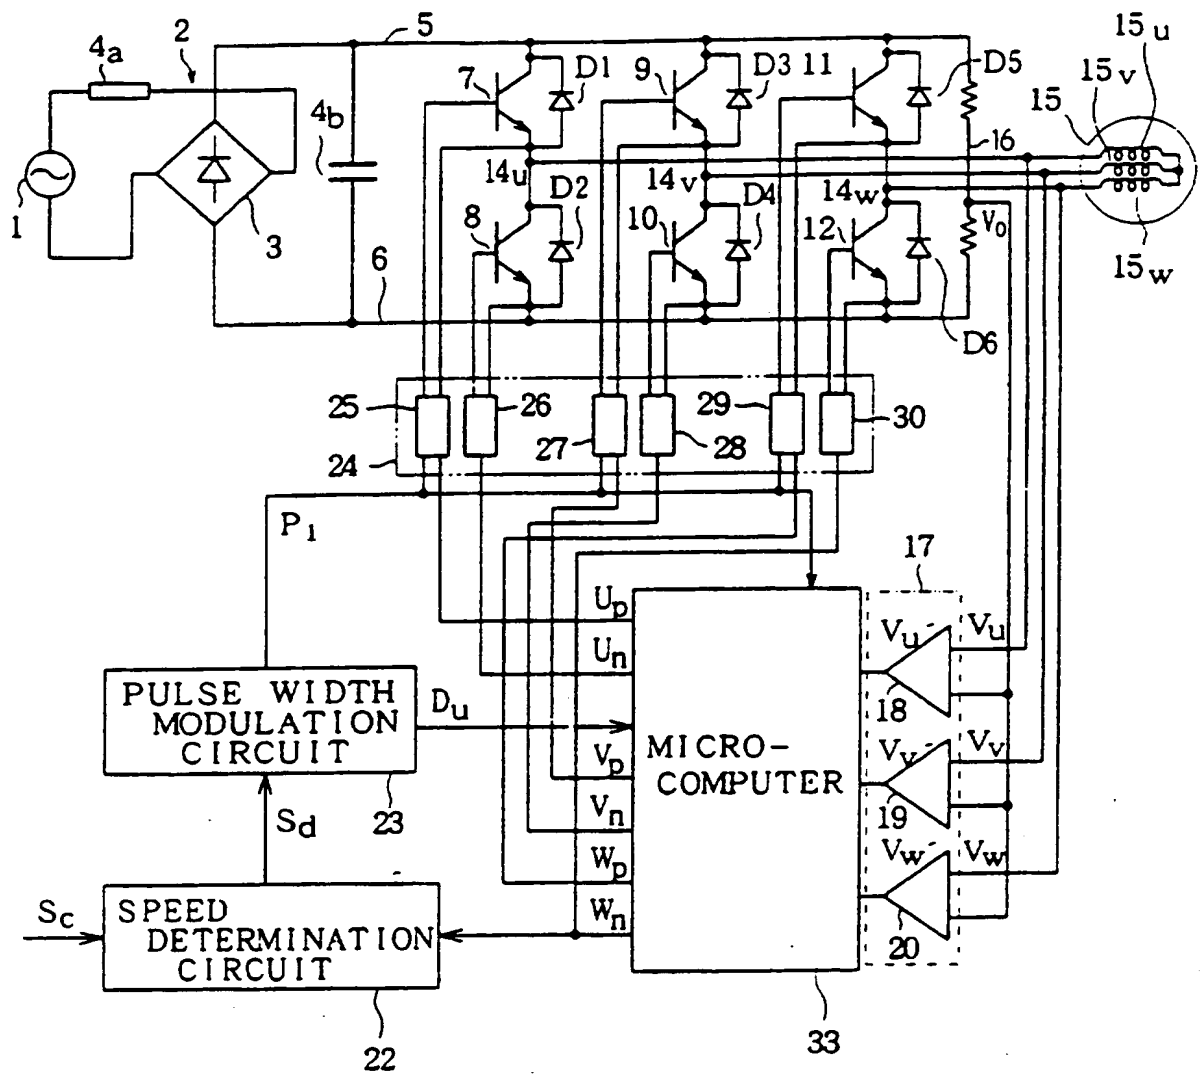 2
4a
5
4b
1
3
6
7
D1
9
D3
11
D5
15u
15v
15
16
14u
14v
14w
D2
D4
8
10
12
V0
15w
D6
25
26
27
28
29
30
24
P1
17
Up
Un
Vu´
Vu
18
PULSE WIDTH
MODULATION
CIRCUIT
Du
MICRO-
COMPUTER
Vv´
Vv
19
Vp
Vn
23
Sd
Wp
Wn
Vw´
Vw
20
Sc
SPEED
DETERMINATION
CIRCUIT
22
33